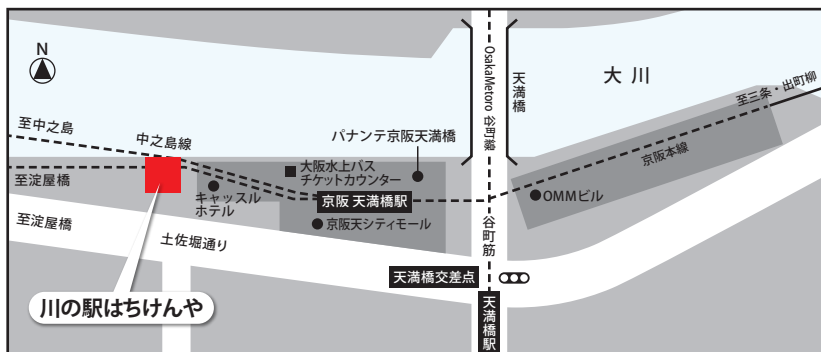 N
OsakaMetoro 谷町線
天満橋
大 川
至三条・出町柳
至中之島
中之島線
パナンテ京阪天満橋
大阪水上バス
チケットカウンター
京阪本線
至淀屋橋
キャッスル
ホテル
京阪 天満橋駅
OMMビル
至淀屋橋
土佐堀通り
京阪天シティモール
谷町筋
天満橋交差点
川の駅はちけんや
天満橋駅